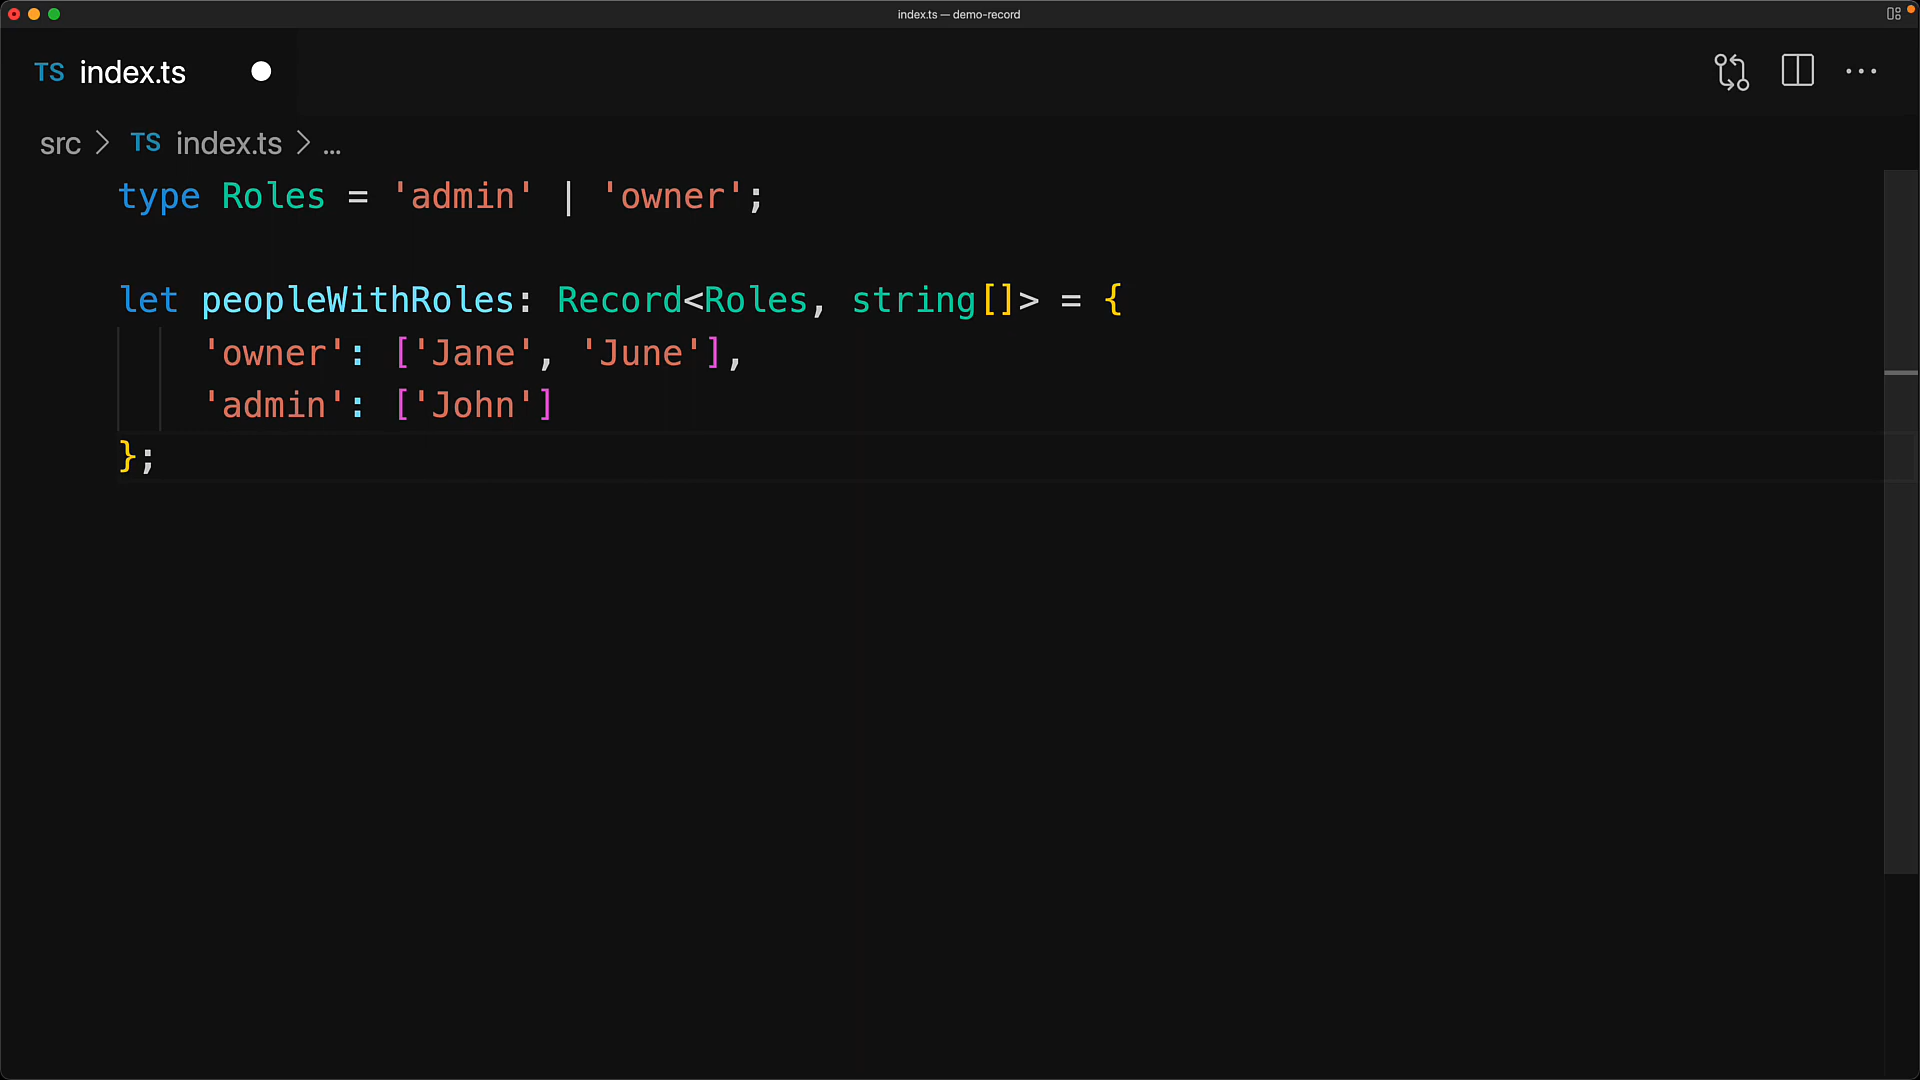 index.ts — demo-record
TS index.ts
src > TS index.ts > ...
type Roles = 'admin' | 'owner';
let peopleWithRoles: Record<Roles, string[]> = {
    'owner': ['Jane', 'June'],
    'admin': ['John']
};